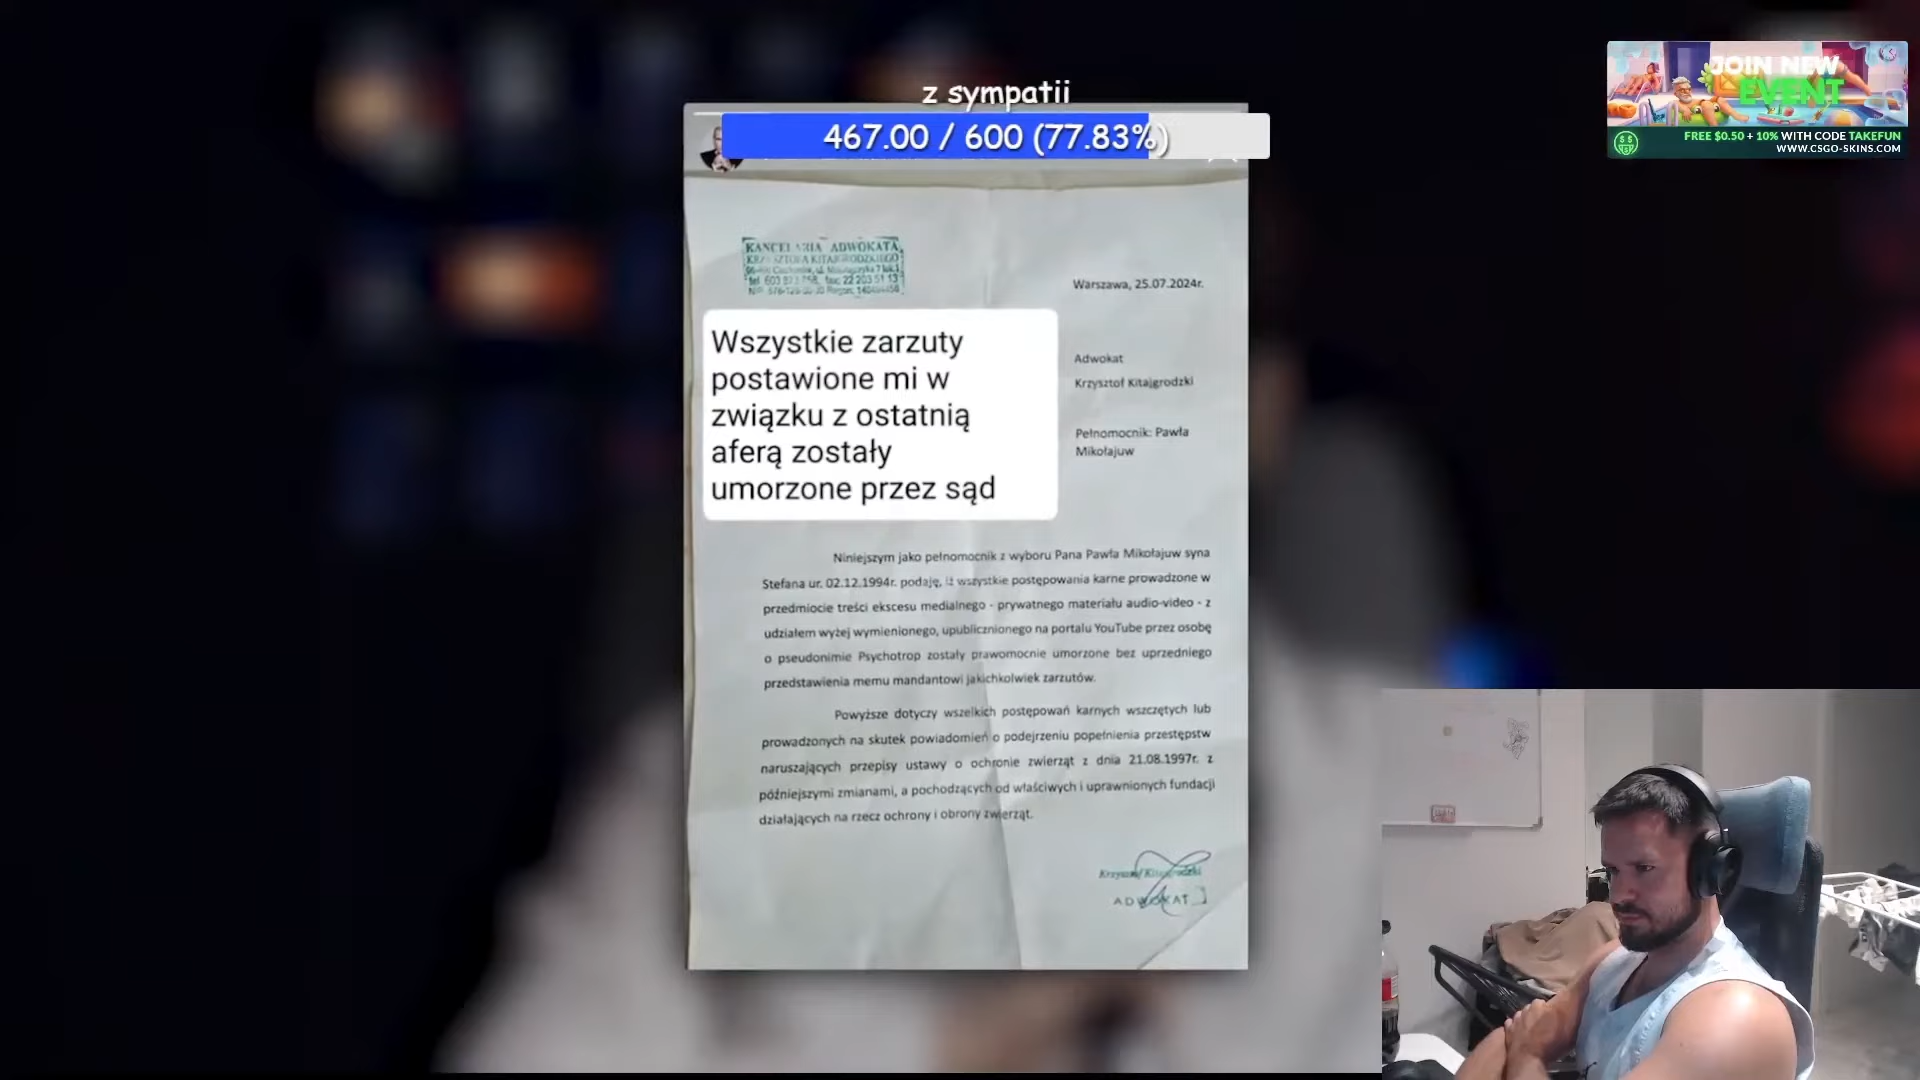 z sympatii
467.00 / 600 (77.83%)
JOIN NEW
EVENT
FREE $0.50 + 10% WITH CODE TAKEFUN
WWW.CSGO-SKINS.COM
KANCELARIA ADWOKATA
KRZYSZTOFA KITAJGRODZKIEGO
Warszawa, 25.07.2024r.
Wszystkie zarzuty
postawione mi w
związku z ostatnią
aferą zostały
umorzone przez sąd
Adwokat
Krzysztof Kitajgrodzki
Pełnomocnik: Pawła
Mikołajuw
Niniejszym jako pełnomocnik z wyboru Pana Pawła Mikołajuw syna
Stefana ur. 02.12.1994r. podaję, iż wszystkie postępowania karne prowadzone w
przedmiocie treści ekscesu medialnego - prywatnego materiału audio-video - z
udziałem wyżej wymienionego, upublicznionego na portalu YouTube przez osobę
o pseudonimie Psychotrop zostały prawomocnie umorzone bez uprzedniego
przedstawienia memu mandantowi jakichkolwiek zarzutów.
Powyższe dotyczy wszelkich postępowań karnych wszczętych lub
prowadzonych na skutek powiadomień o podejrzeniu popełnienia przestępstw
naruszających przepisy ustawy o ochronie zwierząt z dnia 21.08.1997r. z
późniejszymi zmianami, a pochodzących od właściwych i uprawnionych fundacji
działających na rzecz ochrony i obrony zwierząt.
Krzysztof Kitajgrodzki
ADWOKAT